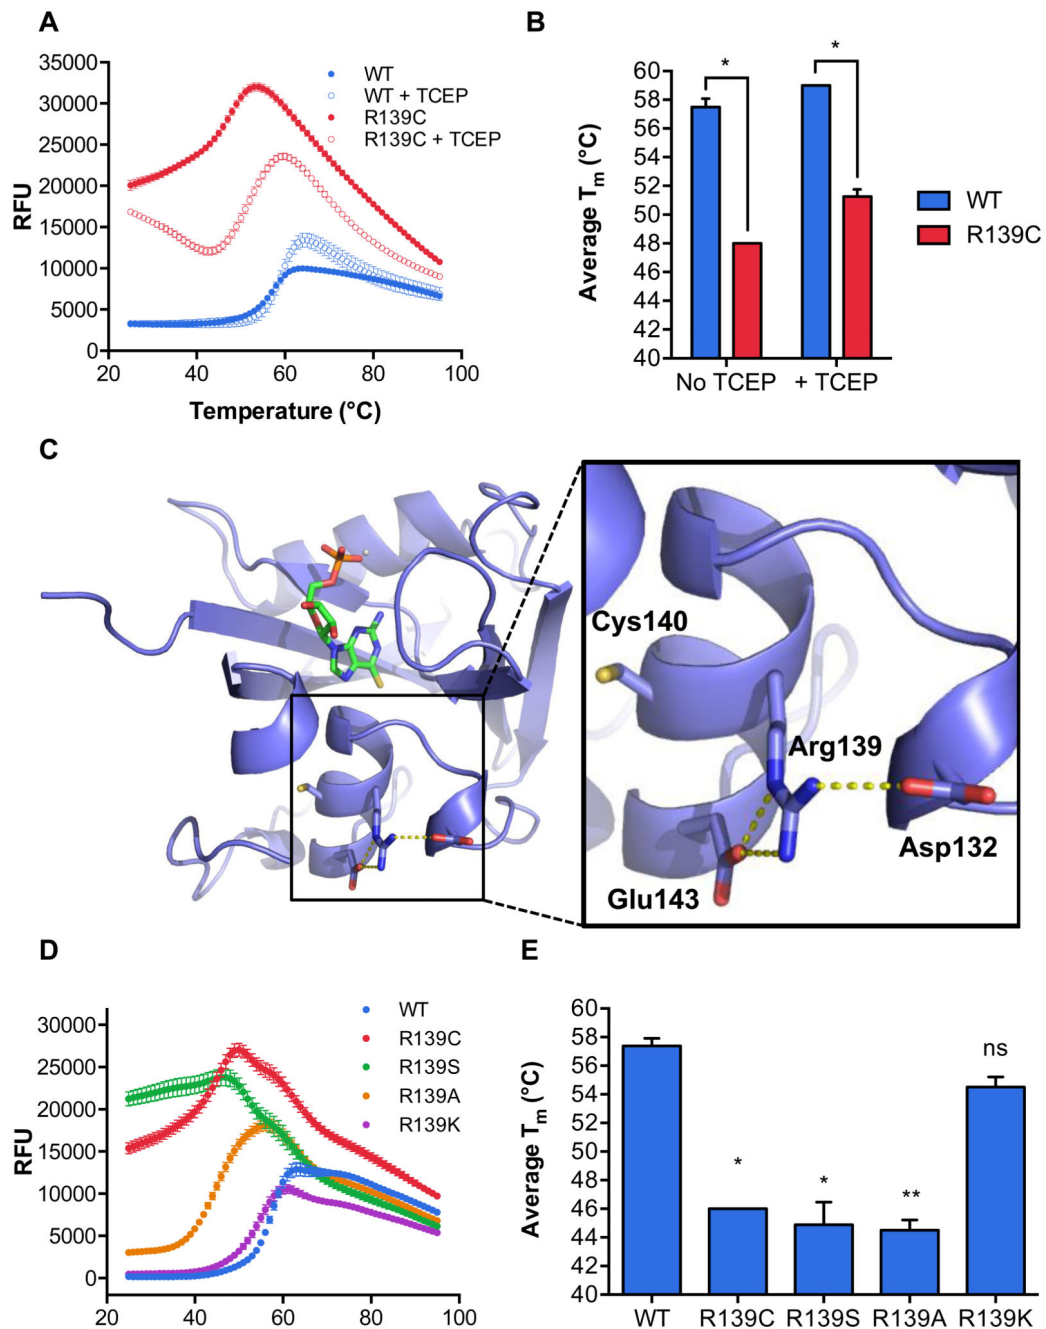 A
35000
30000
25000
20000
15000
10000
5000
0
RFU
20 40 60 80 100
Temperature (°C)
WT
WT + TCEP
R139C
R139C + TCEP
B
60
58
56
54
52
50
48
46
44
42
40
Average Tm (°C)
* *
No TCEP + TCEP
WT
R139C
C
Cys140
Arg139
Asp132
Glu143
D
30000
25000
20000
15000
10000
5000
0
RFU
20 40 60 80 100
WT
R139C
R139S
R139A
R139K
E
60
58
56
54
52
50
48
46
44
42
40
Average Tm (°C)
* * ** ns
WT R139C R139S R139A R139K